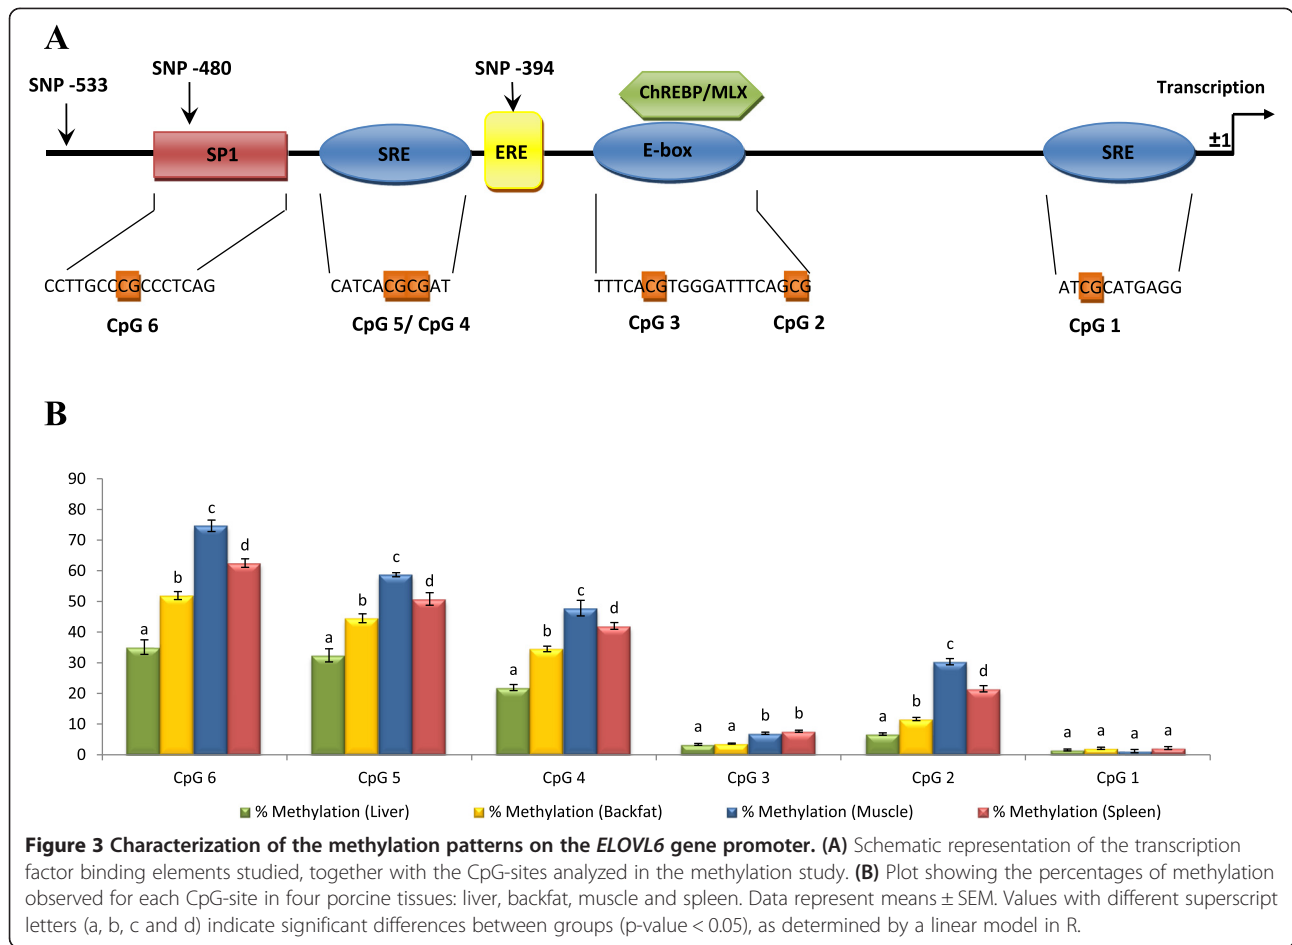 A
SNP -533
SNP -480
SNP -394
ChREBP/MLX
Transcription
SP1
SRE
ERE
E-box
SRE
±1
CCTTGCCCGCCCTCAG
CATCACGCGAT
TTTCACGTGGGATTTCAGCG
ATCGCATGAGG
CpG 6
CpG 5/ CpG 4
CpG 3
CpG 2
CpG 1
B
90
80
70
60
50
40
30
20
10
0
a b c d
a b c d
a b c d
a a b b
a b c d
a a a a
CpG 6 CpG 5 CpG 4 CpG 3 CpG 2 CpG 1
% Methylation (Liver) % Methylation (Backfat) % Methylation (Muscle) % Methylation (Spleen)
Figure 3 Characterization of the methylation patterns on the ELOVL6 gene promoter. (A) Schematic representation of the transcription
factor binding elements studied, together with the CpG-sites analyzed in the methylation study. (B) Plot showing the percentages of methylation
observed for each CpG-site in four porcine tissues: liver, backfat, muscle and spleen. Data represent means ± SEM. Values with different superscript
letters (a, b, c and d) indicate significant differences between groups (p-value < 0.05), as determined by a linear model in R.